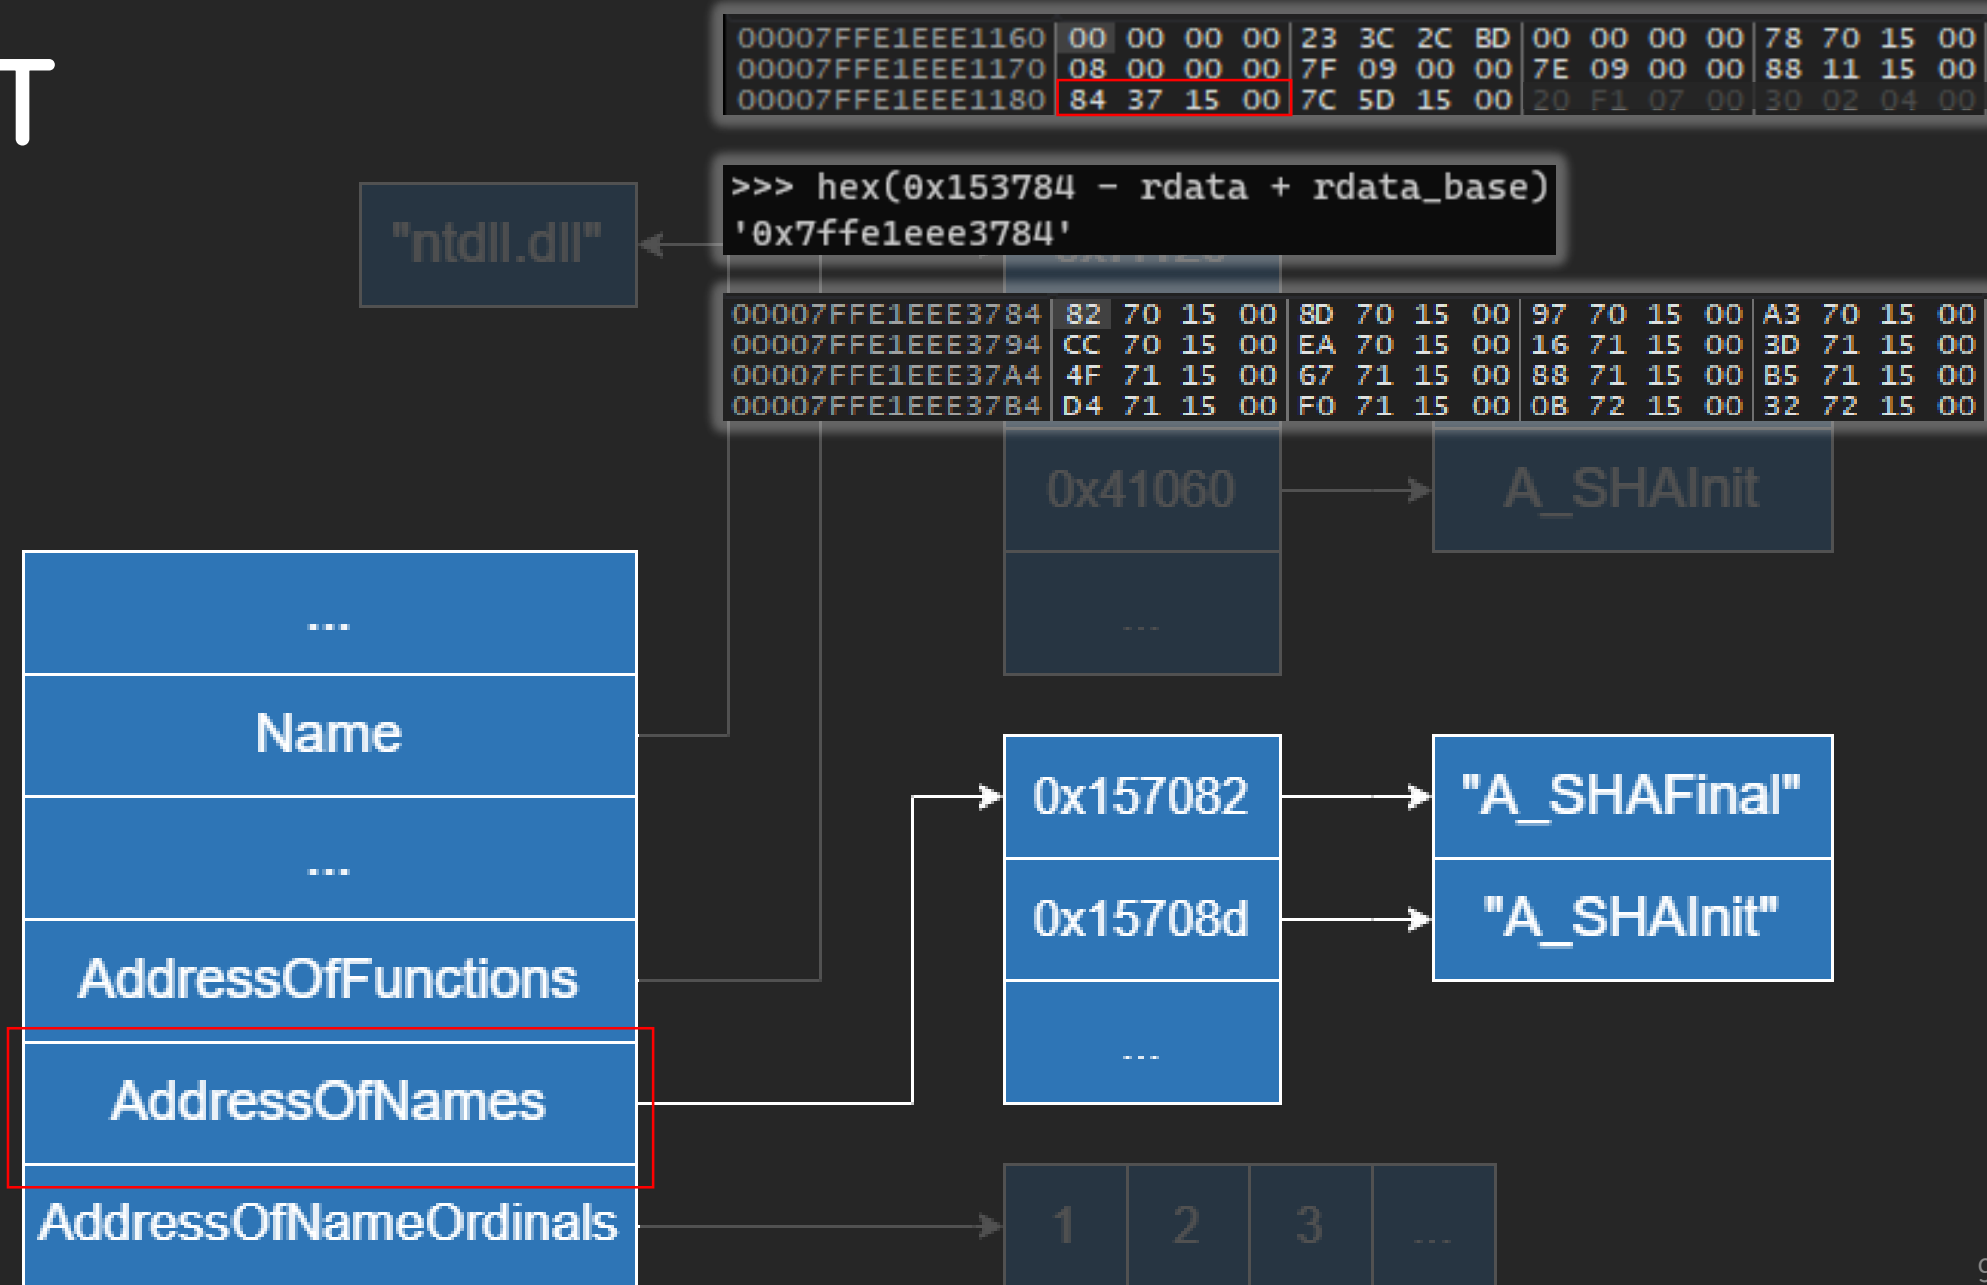 T
00007FFE1EEE1160 00 00 00 00 23 3C 2C BD 00 00 00 00 78 70 15 00
00007FFE1EEE1170 08 00 00 00 7F 09 00 00 7E 09 00 00 88 11 15 00
00007FFE1EEE1180 84 37 15 00 7C 5D 15 00 20 F1 07 00 30 02 04 00
>>> hex(0x153784 - rdata + rdata_base)
'0x7ffe1eee3784'
"ntdll.dll"
00007FFE1EEE3784 82 70 15 00 8D 70 15 00 97 70 15 00 A3 70 15 00
00007FFE1EEE3794 CC 70 15 00 EA 70 15 00 16 71 15 00 3D 71 15 00
00007FFE1EEE37A4 4F 71 15 00 67 71 15 00 88 71 15 00 B5 71 15 00
00007FFE1EEE37B4 D4 71 15 00 F0 71 15 00 0B 72 15 00 32 72 15 00
0x41060
A_SHAInit
...
...
Name
...
AddressOfFunctions
AddressOfNames
AddressOfNameOrdinals
0x157082
"A_SHAFinal"
0x15708d
"A_SHAInit"
...
1 2 3 ...